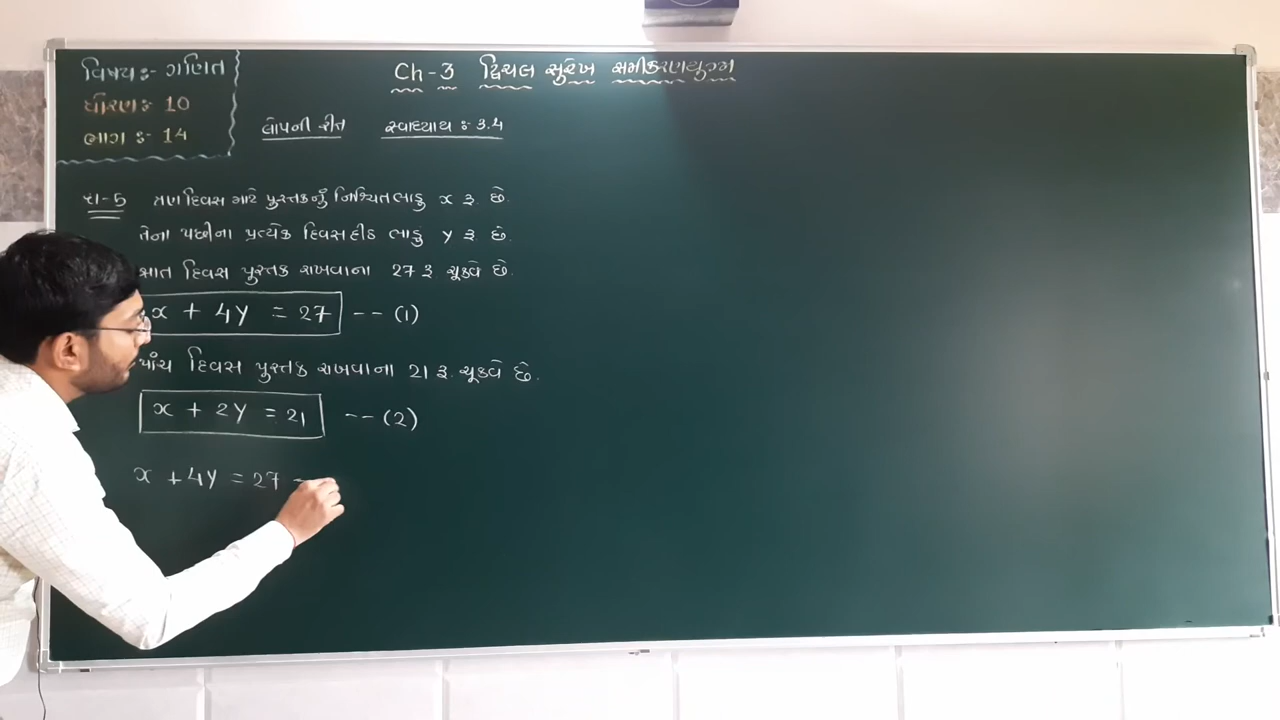 વિષય :- ગણિત
ધોરણ :- 10
ભાગ :- 14
Ch - 3 દ્વિચલ સુરેખ સમીકરણયુગ્મ
લોપની રીત સ્વાધ્યાય :- 3.4
રા-5 ત્રણ દિવસ માટે પુસ્તકનું નિશ્ચિત ભાડું x રૂ. છે.
તેના પછીના પ્રત્યેક દિવસ દીઠ ભાડું y રૂ. છે.
સાત દિવસ પુસ્તક રાખવાના 27 રૂ. ચૂકવે છે.
x + 4y = 27 -- (1)
પાંચ દિવસ પુસ્તક રાખવાના 21 રૂ. ચૂકવે છે.
x + 2y = 21 -- (2)
x + 4y = 27